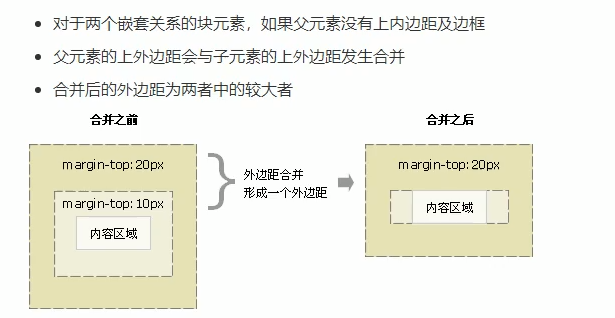 对于两个嵌套关系的块元素，如果父元素没有上内边距及边框
父元素的上外边距会与子元素的上外边距发生合并
合并后的外边距为两者中的较大者
合并之前
合并之后
margin-top:20px
margin-top:10px
内容区域
外边距合并
形成一个外边距
margin-top:20px
内容区域